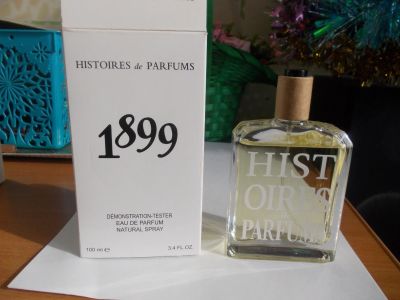 HISTOIRES de PARFUMS
1899
DEMONSTRATION-TESTER
EAU DE PARFUM
NATURAL SPRAY
100 ml e
3.4 FL.OZ.
HIST
OIRES
PARFUMS